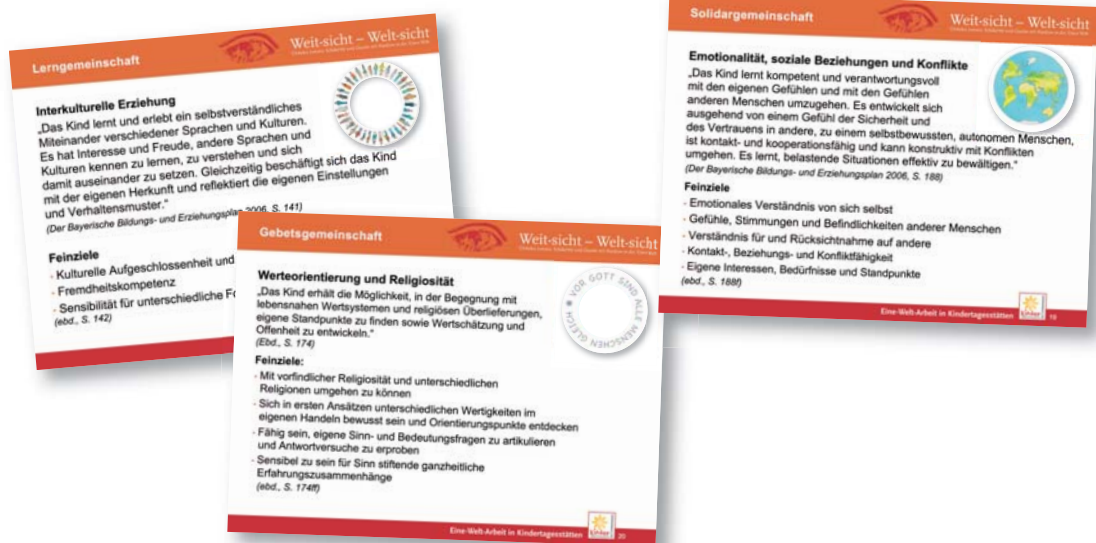 Lerngemeinschaft
Weit-sicht – Welt-sicht
Interkulturelle Erziehung
„Das Kind lernt und erlebt ein selbstverständliches
Miteinander verschiedener Sprachen und Kulturen.
Es hat Interesse und Freude, andere Sprachen und
Kulturen kennen zu lernen, zu verstehen und sich
damit auseinander zu setzen. Gleichzeitig beschäftigt sich das Kind
mit der eigenen Herkunft und reflektiert die eigenen Einstellungen
und Verhaltensmuster.“
(Der Bayerische Bildungs- und Erziehungsplan 2006, S. 141)
Feinziele
- Kulturelle Aufgeschlossenheit und
- Fremdheitskompetenz
- Sensibilität für unterschiedliche
(ebd., S. 142)
Gebetsgemeinschaft
Weit-sicht – Welt-sicht
Werteorientierung und Religiosität
„Das Kind erhält die Möglichkeit, in der Begegnung mit
lebensnahen Wertsystemen und religiösen Überlieferungen,
eigene Standpunkte zu finden sowie Wertschätzung und
Offenheit zu entwickeln.“
(Ebd., S. 174)
VOR GOTT SIND ALLE MENSCHEN GLEICH
Feinziele:
- Mit vorfindlicher Religiosität und unterschiedlichen
Religionen umgehen zu können
- Sich in ersten Ansätzen unterschiedlichen Wertigkeiten im
eigenen Handeln bewusst sein und Orientierungspunkte entdecken
- Fähig sein, eigene Sinn- und Bedeutungsfragen zu artikulieren
und Antwortversuche zu erproben
- Sensibel zu sein für Sinn stiftende ganzheitliche
Erfahrungszusammenhänge
(ebd., S. 174ff)
Eine-Welt-Arbeit in Kindertagesstätten
20
Solidargemeinschaft
Weit-sicht – Welt-sicht
Emotionalität, soziale Beziehungen und Konflikte
„Das Kind lernt kompetent und verantwortungsvoll
mit den eigenen Gefühlen und mit den Gefühlen
anderen Menschen umzugehen. Es entwickelt sich
ausgehend von einem Gefühl der Sicherheit und
des Vertrauens in andere, zu einem selbstbewussten, autonomen Menschen,
ist kontakt- und kooperationsfähig und kann konstruktiv mit Konflikten
umgehen. Es lernt, belastende Situationen effektiv zu bewältigen.“
(Der Bayerische Bildungs- und Erziehungsplan 2006, S. 188)
Feinziele
- Emotionales Verständnis von sich selbst
- Gefühle, Stimmungen und Befindlichkeiten anderer Menschen
- Verständnis für und Rücksichtnahme auf andere
- Kontakt-, Beziehungs- und Konfliktfähigkeit
- Eigene Interessen, Bedürfnisse und Standpunkte
(ebd., S. 188f)
Eine-Welt-Arbeit in Kindertagesstätten
19